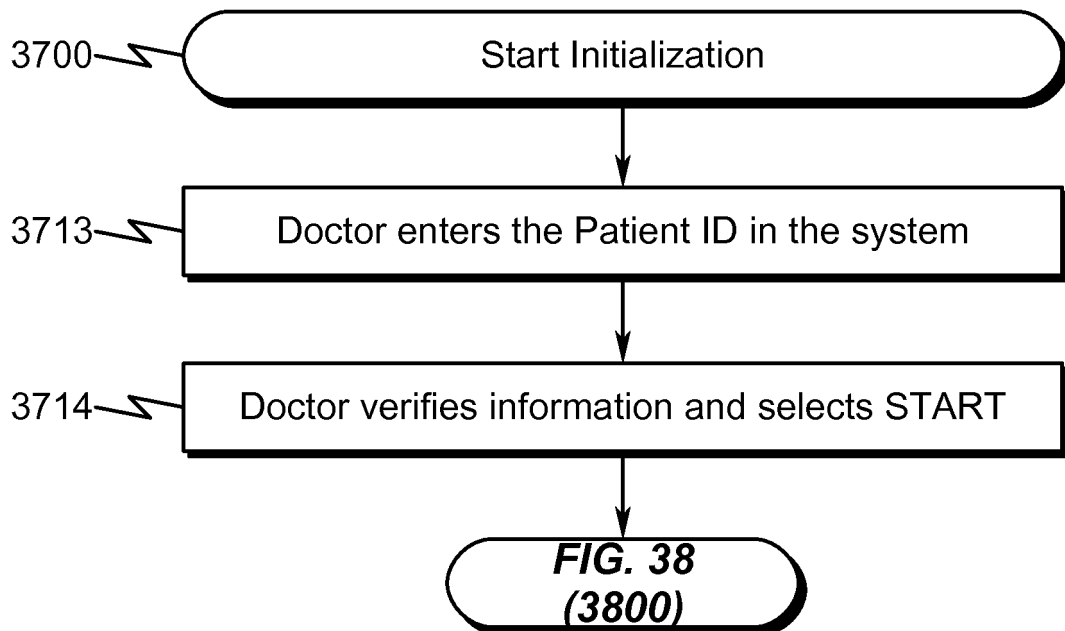 3700
Start Initialization
3713
Doctor enters the Patient ID in the system
3714
Doctor verifies information and selects START
FIG. 38
(3800)